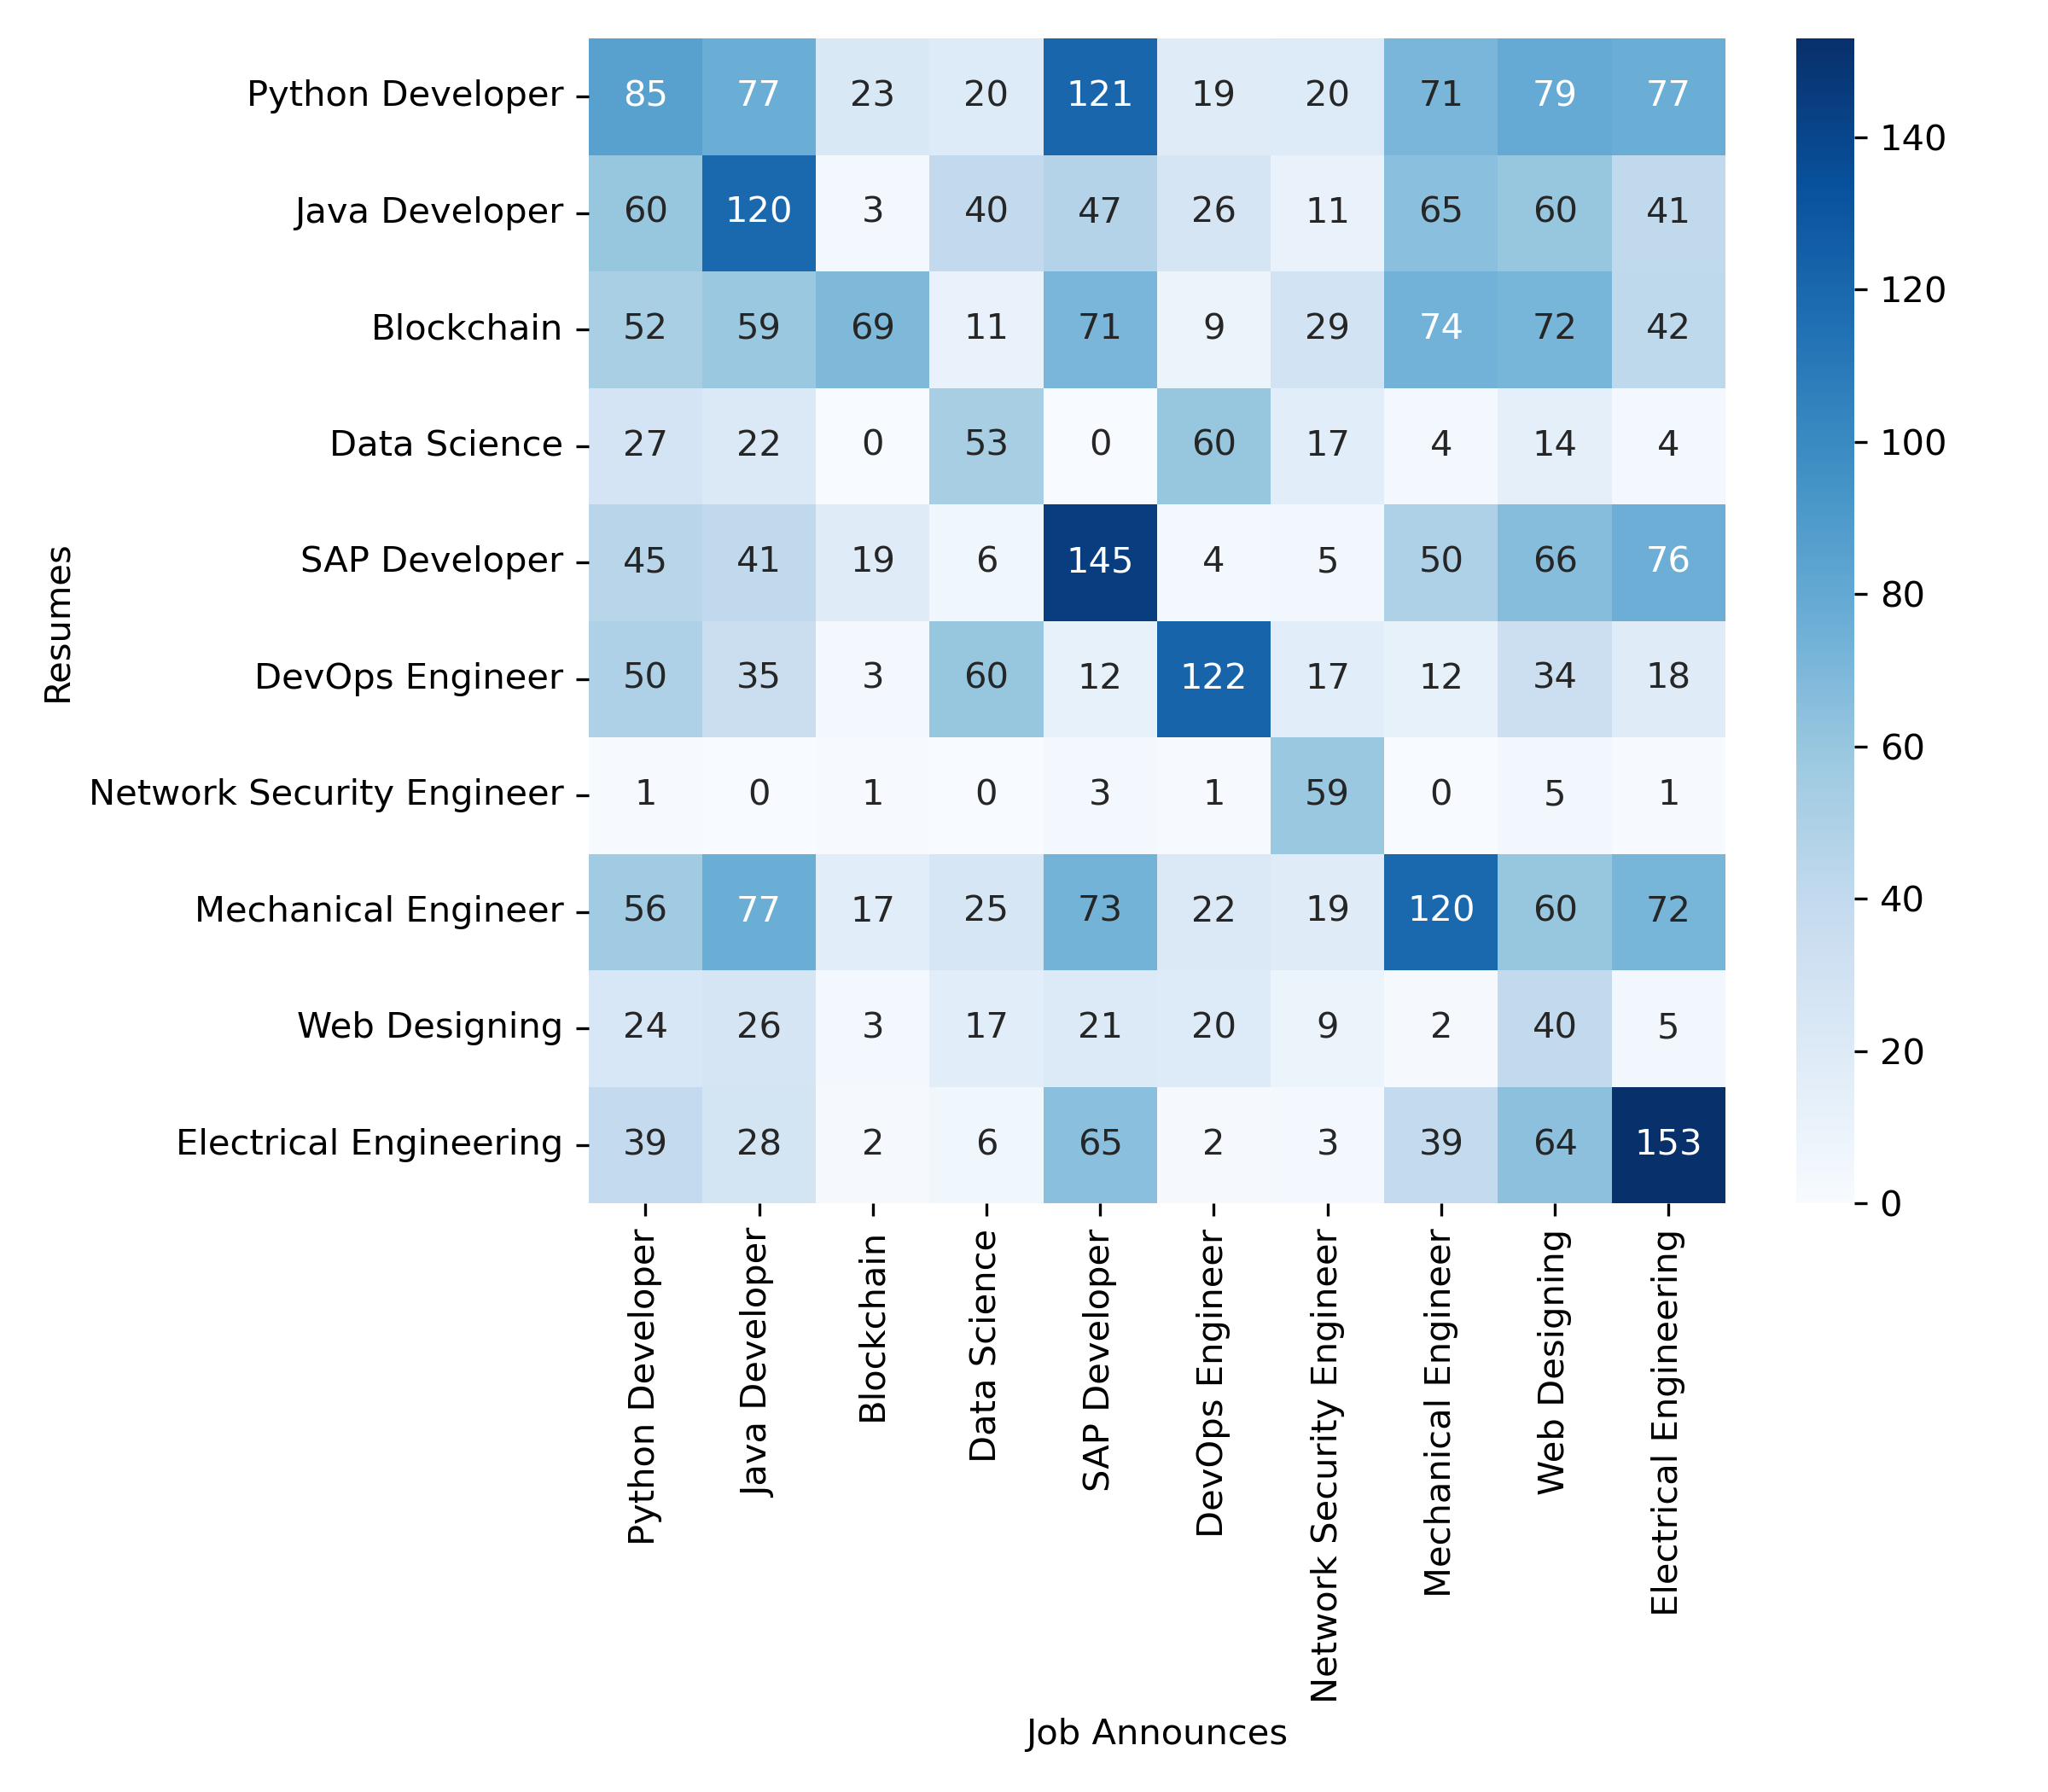 Python Developer 85 77 23 20 121 19 20 71 79 77
Java Developer 60 120 3 40 47 26 11 65 60 41
Blockchain 52 59 69 11 71 9 29 74 72 42
Data Science 27 22 0 53 0 60 17 4 14 4
SAP Developer 45 41 19 6 145 4 5 50 66 76
DevOps Engineer 50 35 3 60 12 122 17 12 34 18
Network Security Engineer 1 0 1 0 3 1 59 0 5 1
Mechanical Engineer 56 77 17 25 73 22 19 120 60 72
Web Designing 24 26 3 17 21 20 9 2 40 5
Electrical Engineering 39 28 2 6 65 2 3 39 64 153
Resumes
Python Developer
Java Developer
Blockchain
Data Science
SAP Developer
DevOps Engineer
Network Security Engineer
Mechanical Engineer
Web Designing
Electrical Engineering
Job Announces
140
120
100
80
60
40
20
0